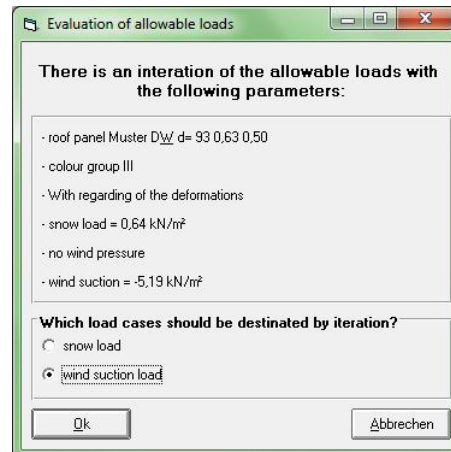 Evaluation of allowable loads
There is an interation of the allowable loads with
the following parameters:
- roof panel Muster DW d= 93 0,63 0,50
- colour group III
- With regarding of the deformations
- snow load = 0,64 kN/m²
- no wind pressure
- wind suction = -5,19 kN/m²
Which load cases should be destinated by iteration?
snow load
wind suction load
Ok
Abbrechen